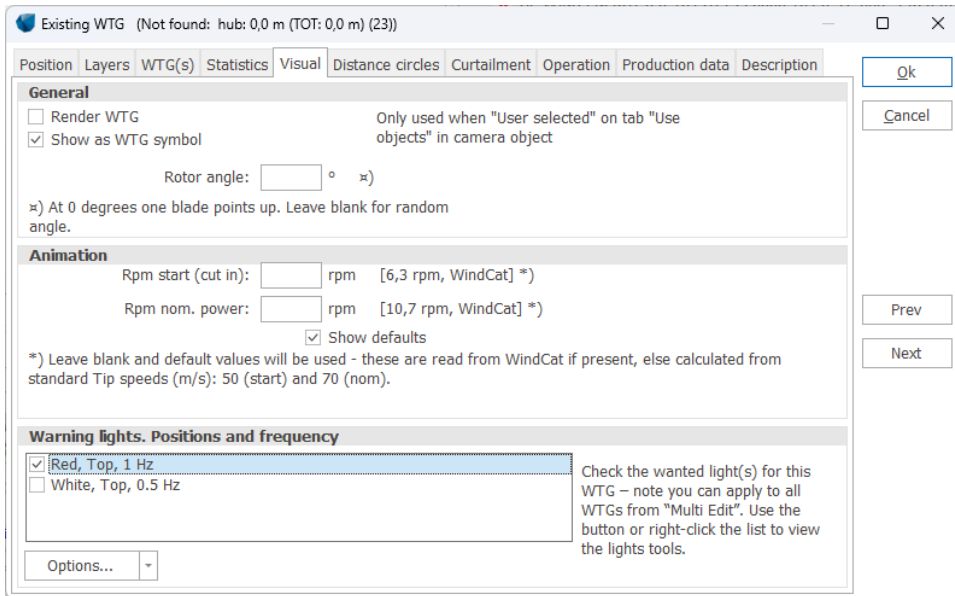 Existing WTG (Not found: hub: 0,0 m (TOT: 0,0 m) (23))
Position Layers WTG(s) Statistics Visual Distance circles Curtailment Operation Production data Description
Ok
Cancel
General
Render WTG
Show as WTG symbol
Only used when "User selected" on tab "Use
objects" in camera object
Rotor angle: ° ¤)
¤) At 0 degrees one blade points up. Leave blank for random
angle.
Animation
Rpm start (cut in): rpm [6,3 rpm, WindCat] *)
Rpm nom. power: rpm [10,7 rpm, WindCat] *)
Show defaults
*) Leave blank and default values will be used - these are read from WindCat if present, else calculated from
standard Tip speeds (m/s): 50 (start) and 70 (nom).
Prev
Next
Warning lights. Positions and frequency
Red, Top, 1 Hz
White, Top, 0.5 Hz
Check the wanted light(s) for this
WTG – note you can apply to all
WTGs from “Multi Edit”. Use the
button or right-click the list to view
the lights tools.
Options...